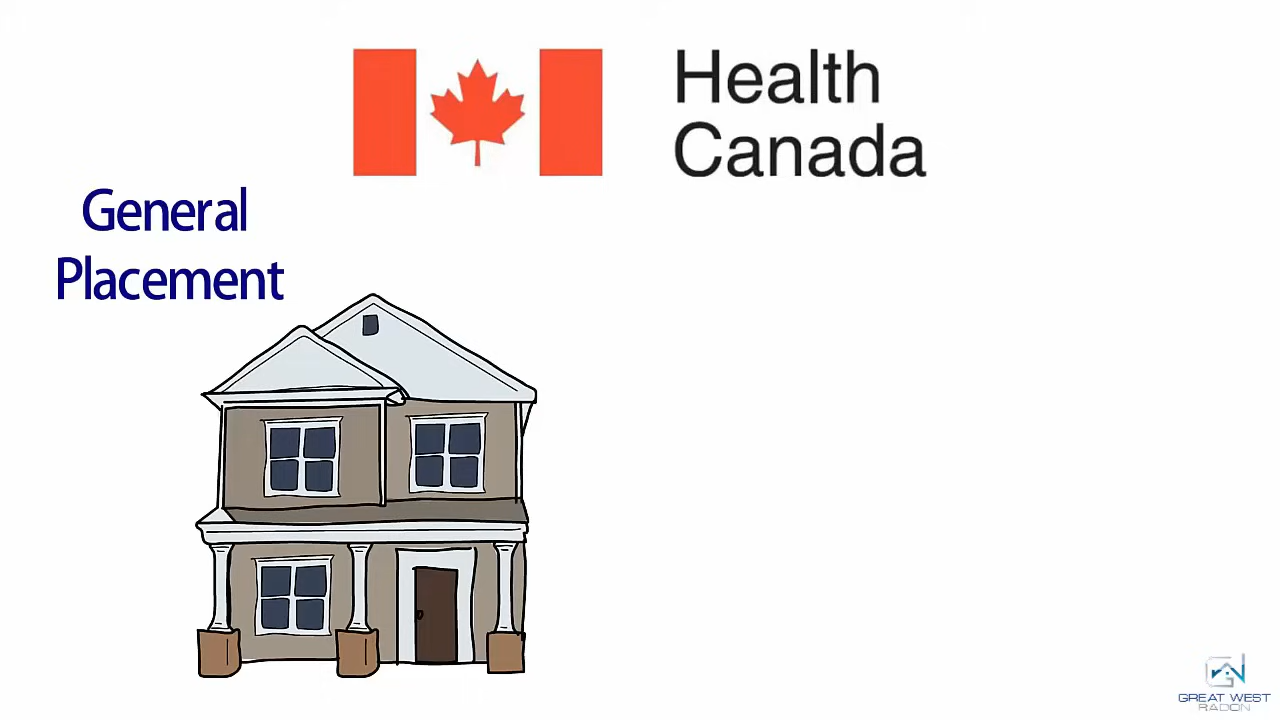 Health
Canada
General
Placement
GREAT WEST
RADON